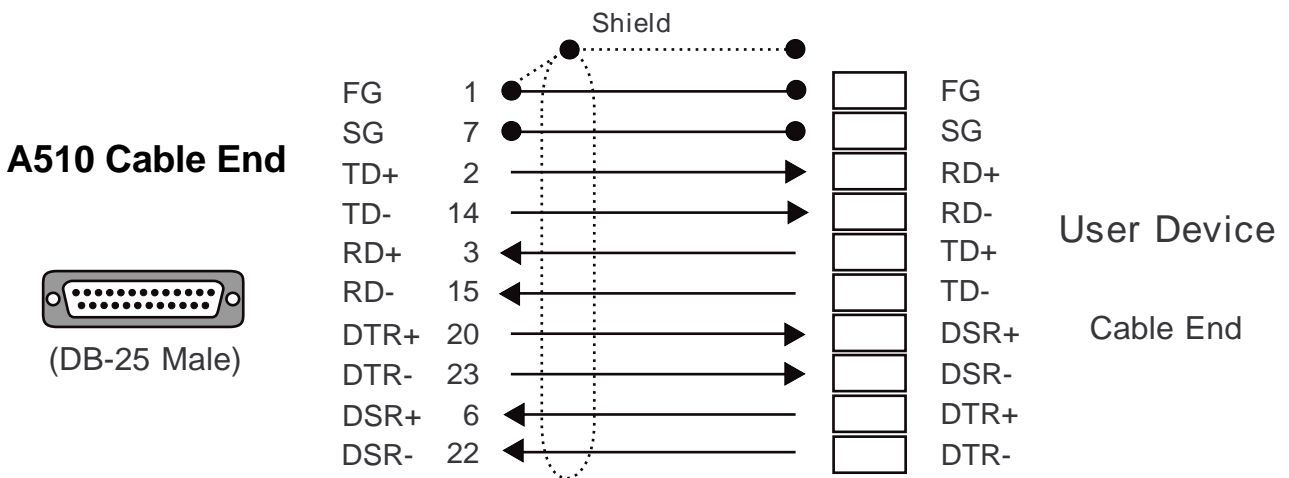 Shield
FG 1 FG
SG 7 SG
A510 Cable End
TD+ 2 RD+
TD- 14 RD-
User Device
RD+ 3 TD+
RD- 15 TD-
DTR+ 20 DSR+
Cable End
(DB-25 Male)
DTR- 23 DSR-
DSR+ 6 DTR+
DSR- 22 DTR-